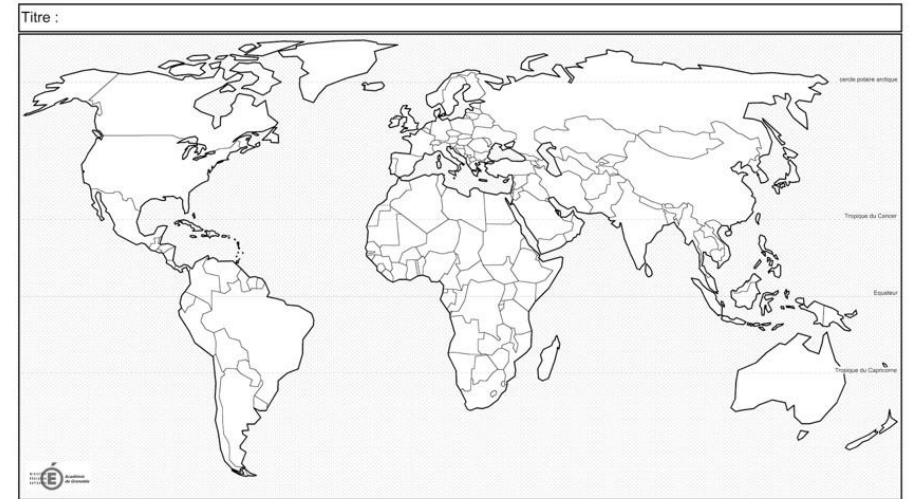 Titre :
cercle polaire arctique
Tropique du Cancer
Equateur
Tropique du Capricorne
É
Académie
de Grenoble